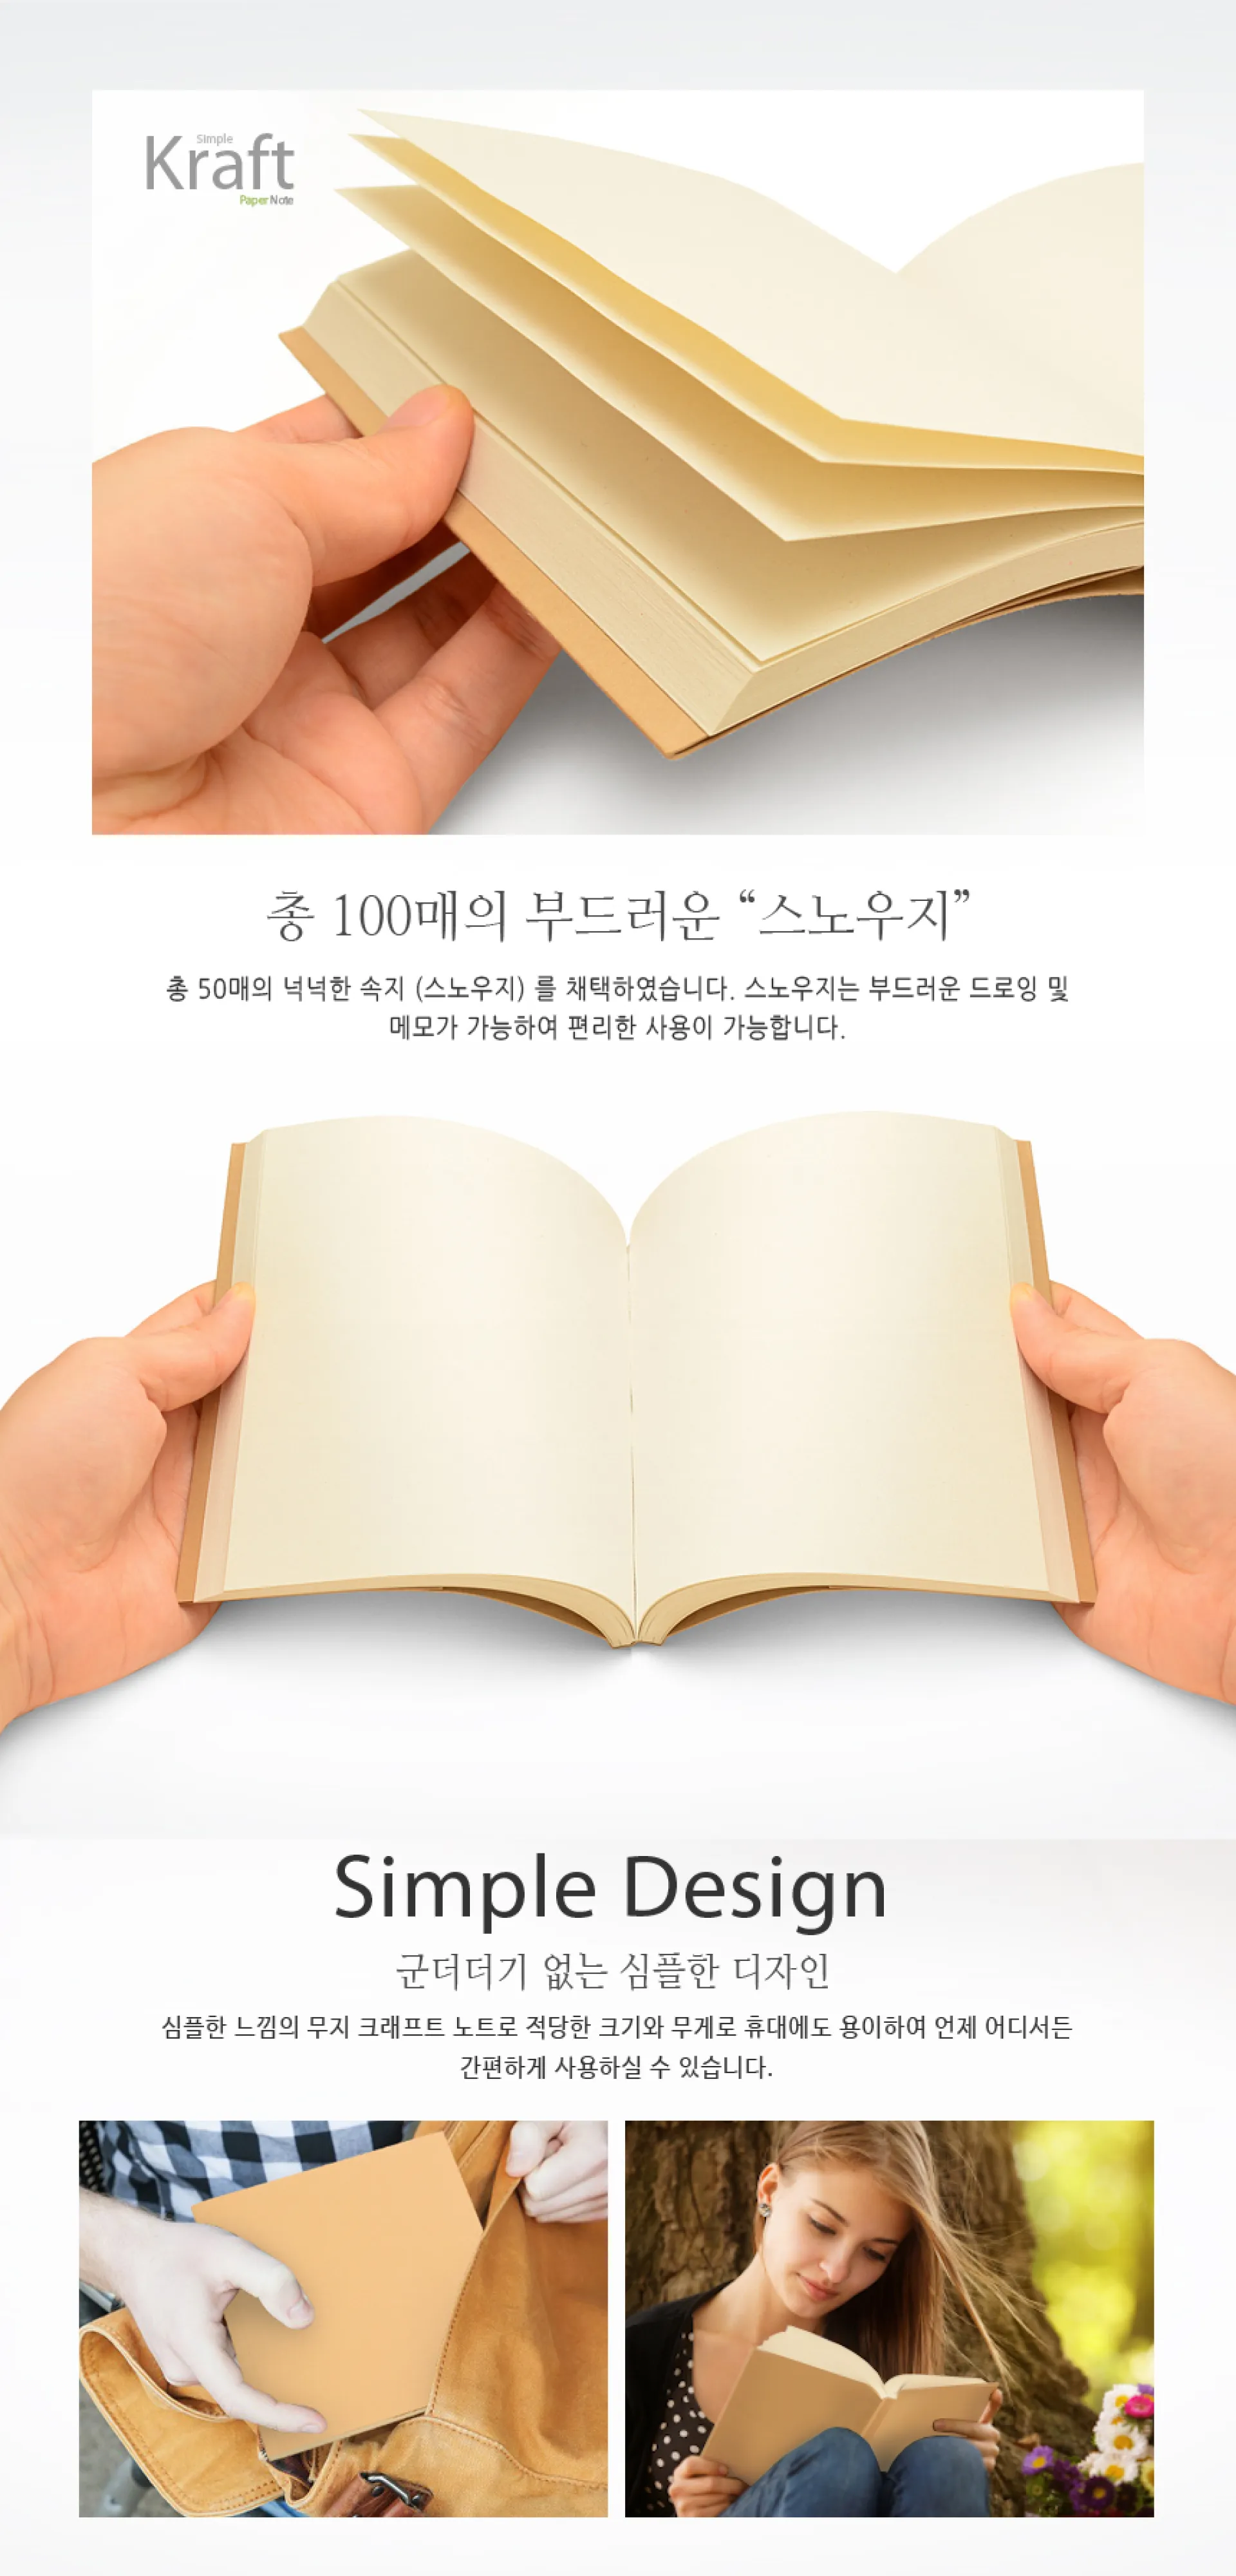 Simple
Kraft
Paper Note
총 100매의 부드러운 “스노우지”
총 50매의 넉넉한 속지 (스노우지) 를 채택하였습니다. 스노우지는 부드러운 드로잉 및
메모가 가능하여 편리한 사용이 가능합니다.
Simple Design
군더더기 없는 심플한 디자인
심플한 느낌의 무지 크래프트 노트로 적당한 크기와 무게로 휴대에도 용이하여 언제 어디서든
간편하게 사용하실 수 있습니다.